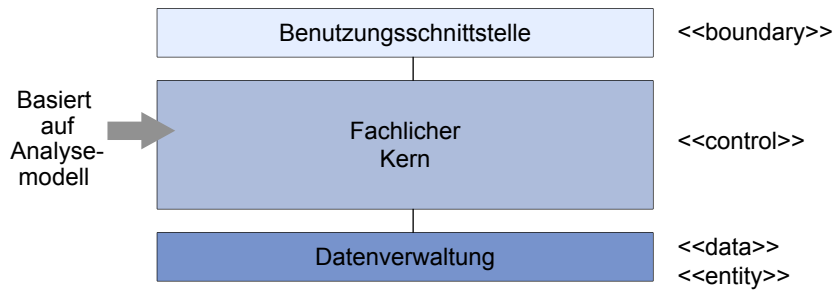 Benutzungsschnittstelle
<<boundary>>
Basiert
auf
Analyse-
modell
Fachlicher
Kern
<<control>>
Datenverwaltung
<<data>>
<<entity>>